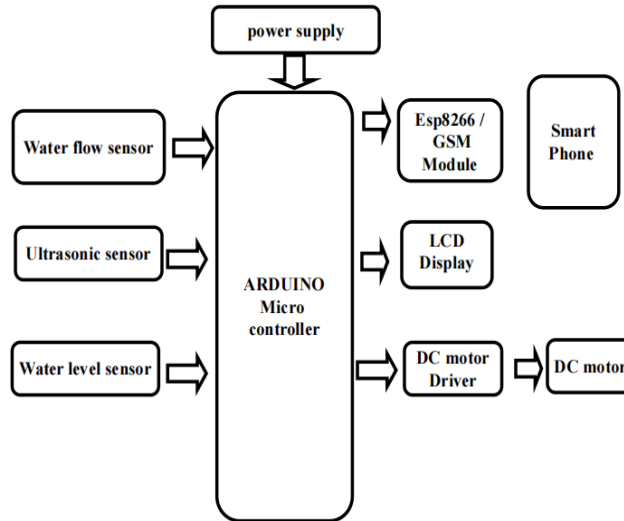 power supply
Water flow sensor
Esp8266 /
GSM
Module
Smart
Phone
Ultrasonic sensor
ARDUINO
Micro
controller
LCD
Display
Water level sensor
DC motor
Driver
DC motor